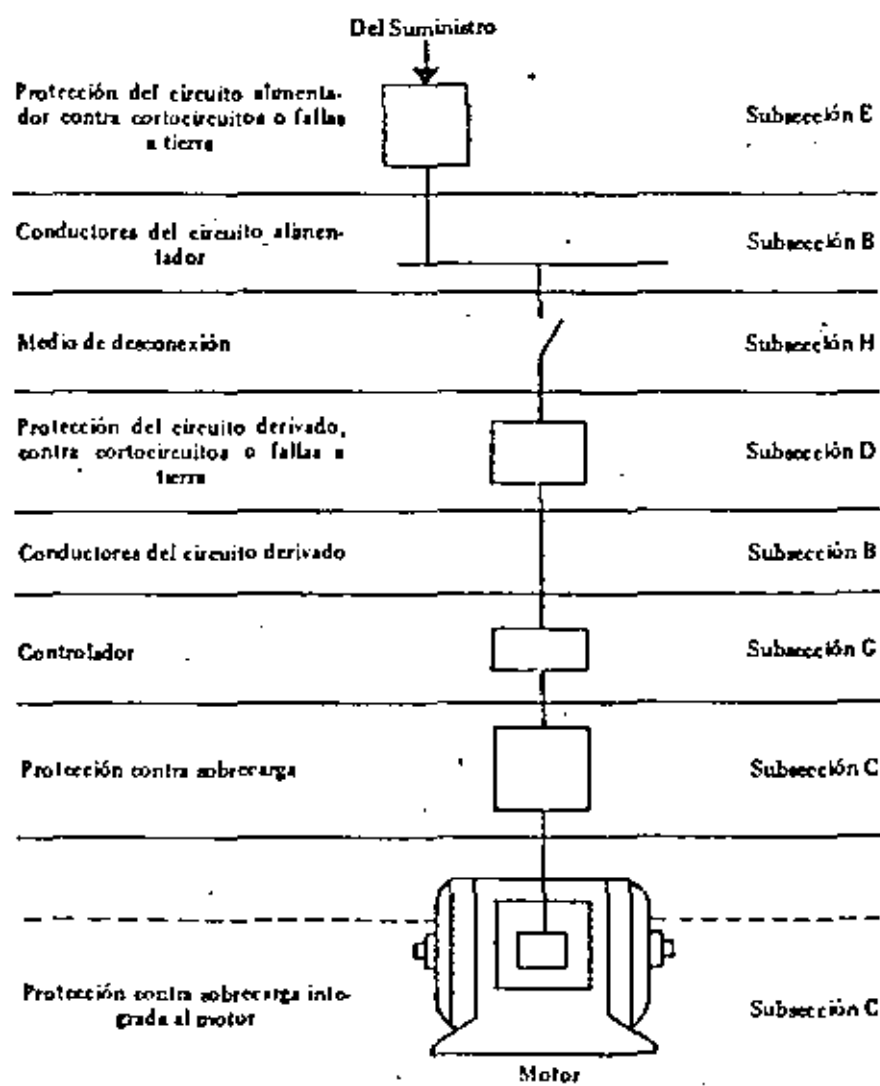 Del Suministro
Protección del circuito alimenta-
dor contra cortocircuitos o fallas
a tierra
Subsección E
Conductores del circuito alimen-
tador
Subsección B
Medio de desconexión
Subsección H
Protección del circuito derivado,
contra cortocircuitos o fallas a
tierra
Subsección D
Conductores del circuito derivado
Subsección B
Controlador
Subsección G
Protección contra sobrecarga
Subsección C
Protección contra sobrecarga inte-
grada al motor
Subsección C
Motor